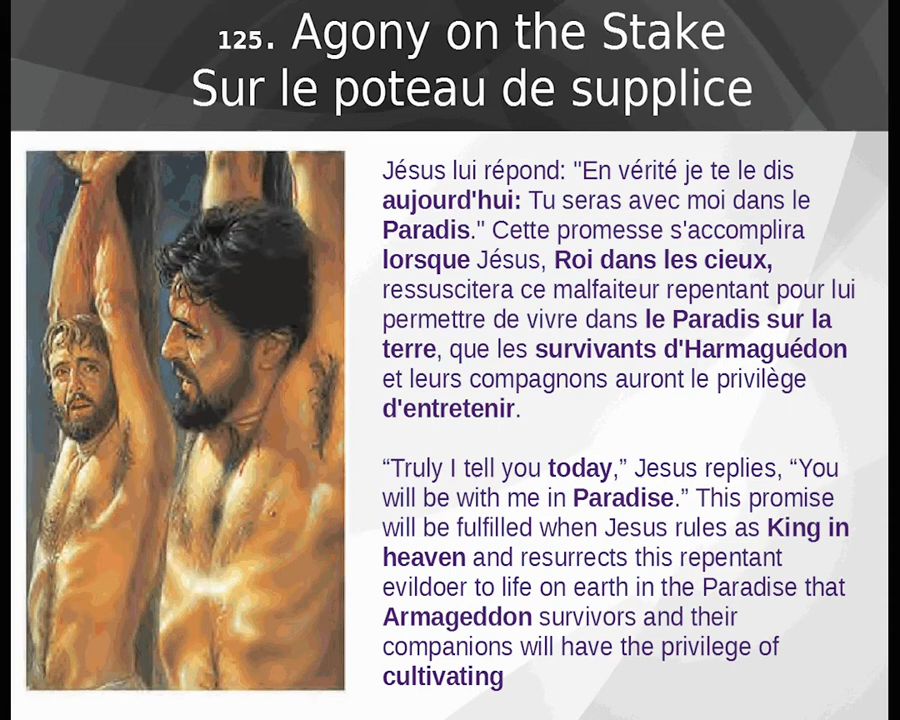 125. Agony on the Stake
Sur le poteau de supplice
Jésus lui répond: "En vérité je te le dis
aujourd'hui: Tu seras avec moi dans le
Paradis." Cette promesse s'accomplira
lorsque Jésus, Roi dans les cieux,
ressuscitera ce malfaiteur repentant pour lui
permettre de vivre dans le Paradis sur la
terre, que les survivants d'Harmaguédon
et leurs compagnons auront le privilège
d'entretenir.
“Truly I tell you today,” Jesus replies, “You
will be with me in Paradise.” This promise
will be fulfilled when Jesus rules as King in
heaven and resurrects this repentant
evildoer to life on earth in the Paradise that
Armageddon survivors and their
companions will have the privilege of
cultivating